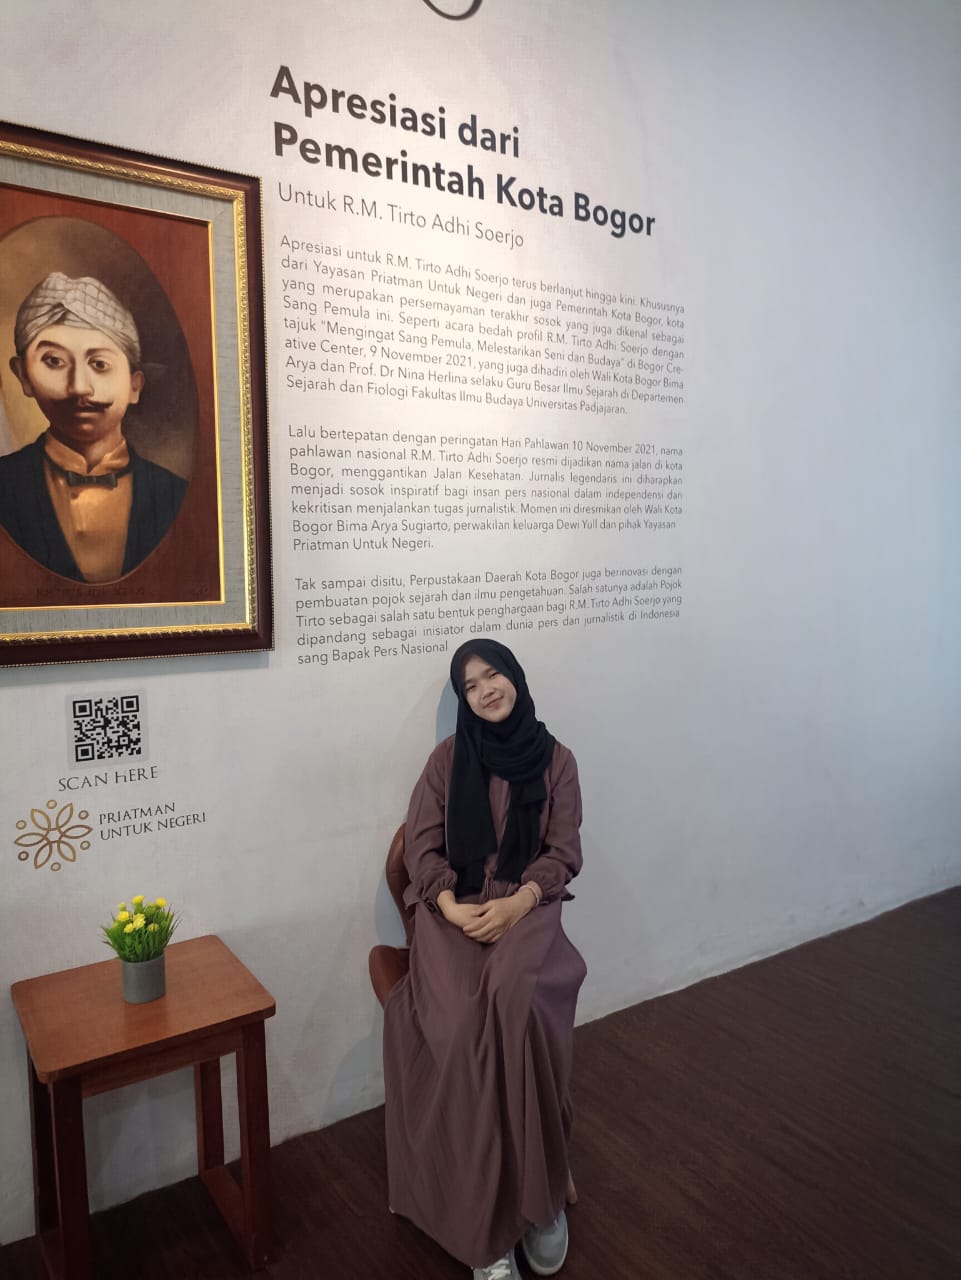 Apresiasi dari
Pemerintah Kota Bogor
Untuk R.M. Tirto Adhi Soerjo
Apresiasi untuk R.M. Tirto Adhi Soerjo terus berlanjut hingga kini. Khususnya
dari Yayasan Priatman Untuk Negeri dan juga Pemerintah Kota Bogor, kota
yang merupakan persemayaman terakhir sosok yang juga dikenal sebagai
Sang Pemula ini. Seperti acara bedah profil R.M. Tirto Adhi Soerjo dengan
tajuk "Mengingat Sang Pemula, Melestarikan Seni dan Budaya" di Bogor Cre-
ative Center, 9 November 2021, yang juga dihadiri oleh Wali Kota Bogor Bima
Arya dan Prof. Dr Nina Herlina selaku Guru Besar Ilmu Sejarah di Departemen
Sejarah dan Fiologi Fakultas Ilmu Budaya Universitas Padjajaran.
Lalu bertepatan dengan peringatan Hari Pahlawan 10 November 2021, nama
pahlawan nasional R.M. Tirto Adhi Soerjo resmi dijadikan nama jalan di kota
Bogor, menggantikan Jalan Kesehatan. Jurnalis legendaris ini diharapkan
menjadi sosok inspiratif bagi insan pers nasional dalam independensi dan
kekritisan menjalankan tugas jurnalistik. Momen ini diresmikan oleh Wali Kota
Bogor Bima Arya Sugiarto, perwakilan keluarga Dewi Yull dan pihak Yayasan
Priatman Untuk Negeri.
Tak sampai disitu, Perpustakaan Daerah Kota Bogor juga berinovasi dengan
pembuatan pojok sejarah dan ilmu pengetahuan. Salah satunya adalah Pojok
Tirto sebagai salah satu bentuk penghargaan bagi R.M. Tirto Adhi Soerjo yang
dipandang sebagai inisiator dalam dunia pers dan jurnalistik di Indonesia
sang Bapak Pers Nasional
SCAN HERE
PRIATMAN
UNTUK NEGERI